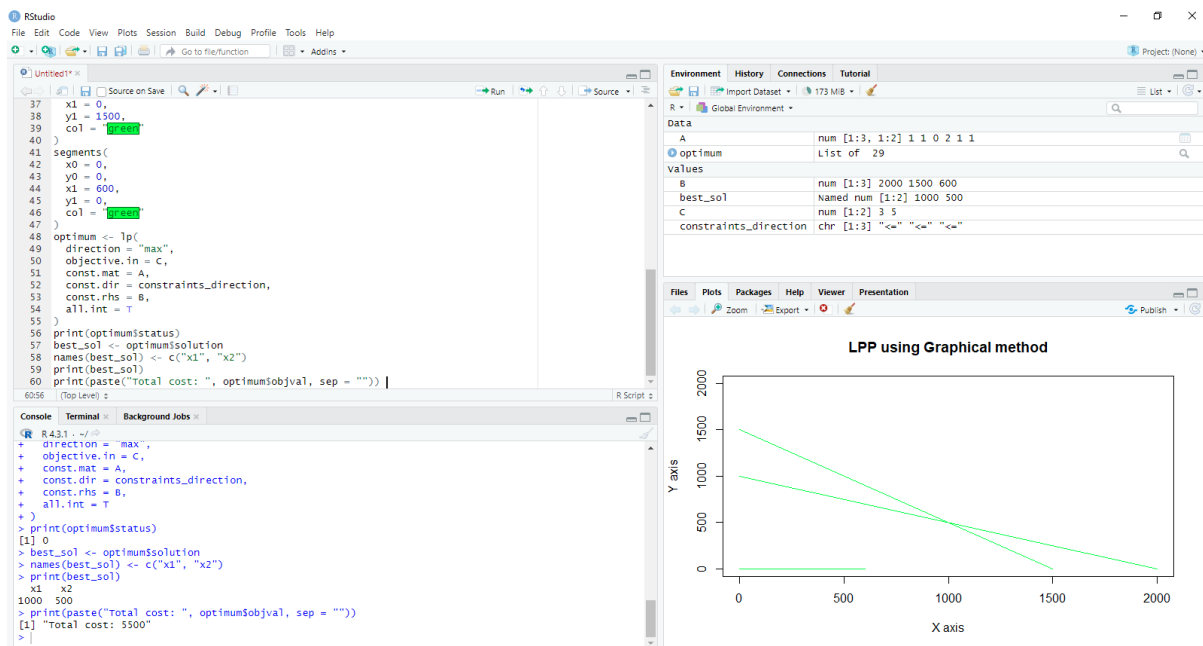 RStudio
File Edit Code View Plots Session Build Debug Profile Tools Help
Go to file/function Addins Project: (None)
Untitled1*
Source on Save Run Source
37 x1 = 0,
38 y1 = 1500,
39 col = "green"
40 )
41 segments(
42 x0 = 0,
43 y0 = 0,
44 x1 = 600,
45 y1 = 0,
46 col = "green"
47 )
48 optimum <- lp(
49 direction = "max",
50 objective.in = C,
51 const.mat = A,
52 const.dir = constraints_direction,
53 const.rhs = B,
54 all.int = T
55 )
56 print(optimum$status)
57 best_sol <- optimum$solution
58 names(best_sol) <- c("x1", "x2")
59 print(best_sol)
60 print(paste("Total cost: ", optimum$objval, sep = ""))
60:56 (Top Level) R Script
Console Terminal Background Jobs
R 4.3.1 · ~/
+ direction = "max",
+ objective.in = C,
+ const.mat = A,
+ const.dir = constraints_direction,
+ const.rhs = B,
+ all.int = T
+ )
> print(optimum$status)
[1] 0
> best_sol <- optimum$solution
> names(best_sol) <- c("x1", "x2")
> print(best_sol)
x1 x2
1000 500
> print(paste("Total cost: ", optimum$objval, sep = ""))
[1] "Total cost: 5500"
>
Environment History Connections Tutorial
Import Dataset 173 MiB List
R Global Environment
Data
A num [1:3, 1:2] 1 1 0 2 1 1
optimum List of 29
Values
B num [1:3] 2000 1500 600
best_sol Named num [1:2] 1000 500
C num [1:2] 3 5
constraints_direction chr [1:3] "<=" "<=" "<="
Files Plots Packages Help Viewer Presentation
Zoom Export Publish
LPP using Graphical method
Y axis
2000
1500
1000
500
0
0 500 1000 1500 2000
X axis